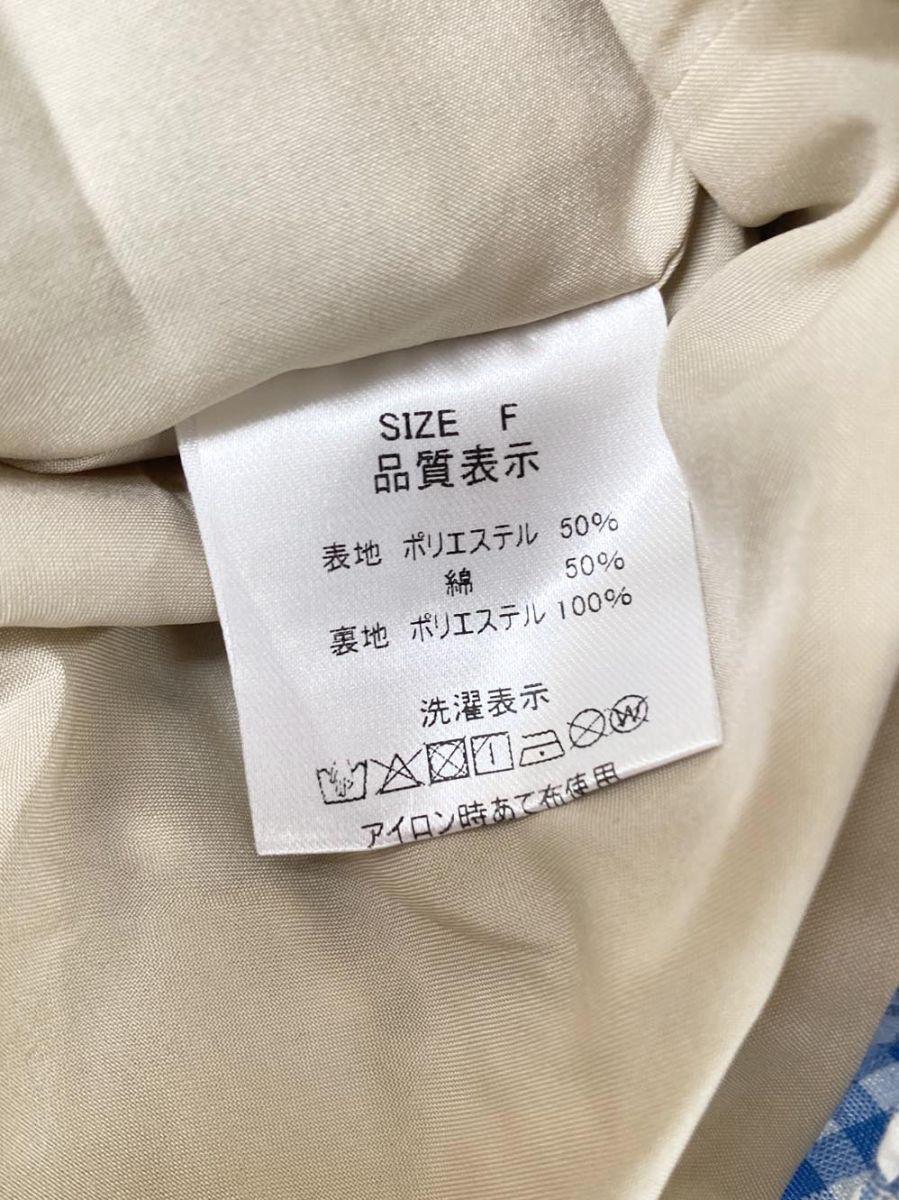 SIZE F
品質表示
表地 ポリエステル 50%
綿 50%
裏地 ポリエステル 100%
洗濯表示
W
アイロン時あて布使用